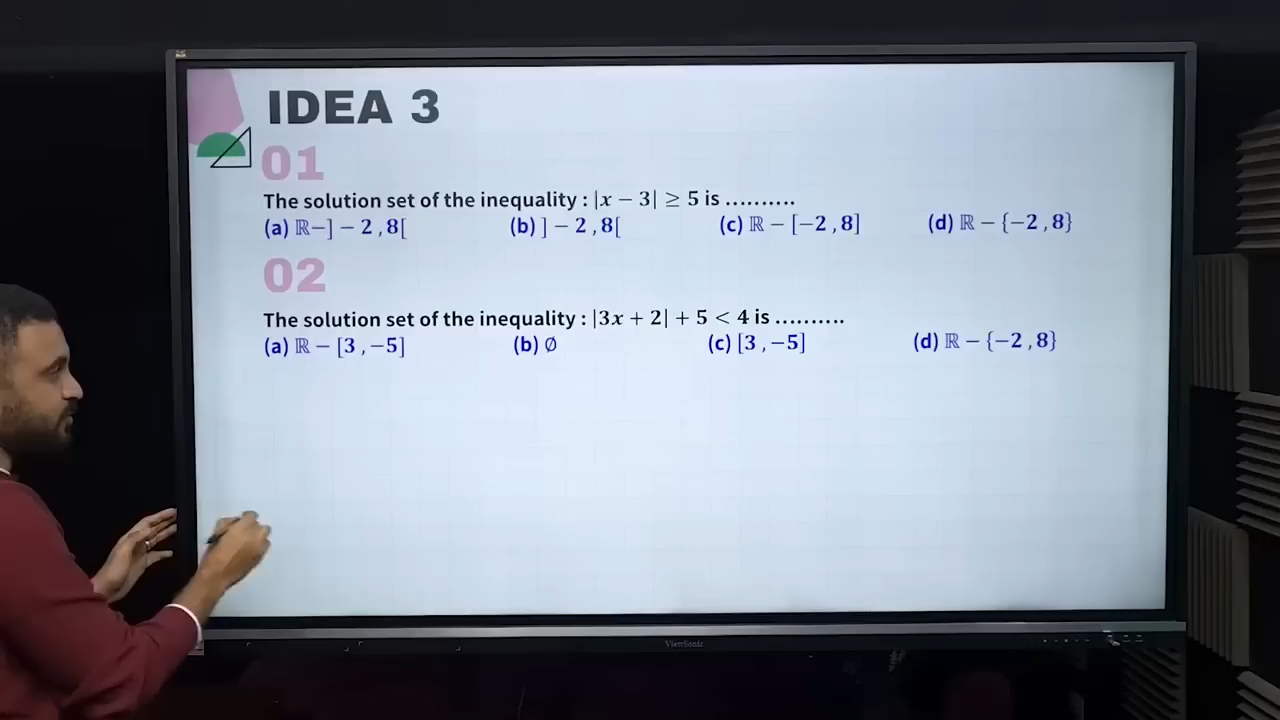 IDEA 3
01
The solution set of the inequality : |x − 3| ≥ 5 is ..........
(a) ℝ−] − 2 , 8[ (b) ] − 2 , 8[ (c) ℝ − [−2 , 8] (d) ℝ − {−2 , 8}
02
The solution set of the inequality : |3x + 2| + 5 < 4 is ..........
(a) ℝ − [3 , −5] (b) ∅ (c) [3 , −5] (d) ℝ − {−2 , 8}
ViewSonic